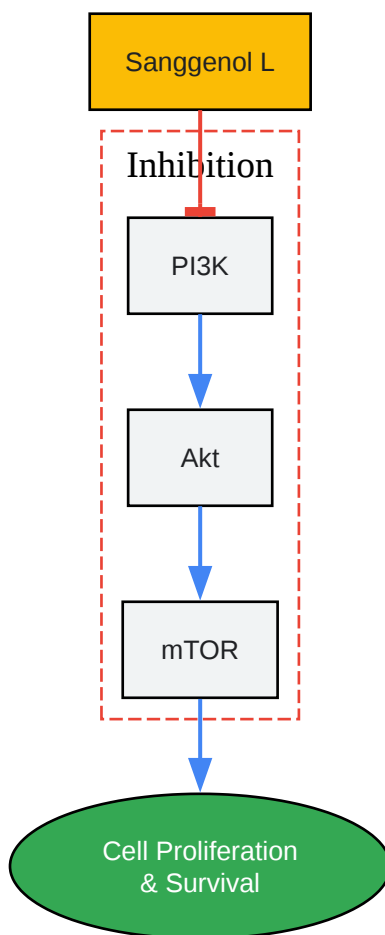 Sanggenol L
Inhibition
PI3K
Akt
mTOR
Cell Proliferation
& Survival